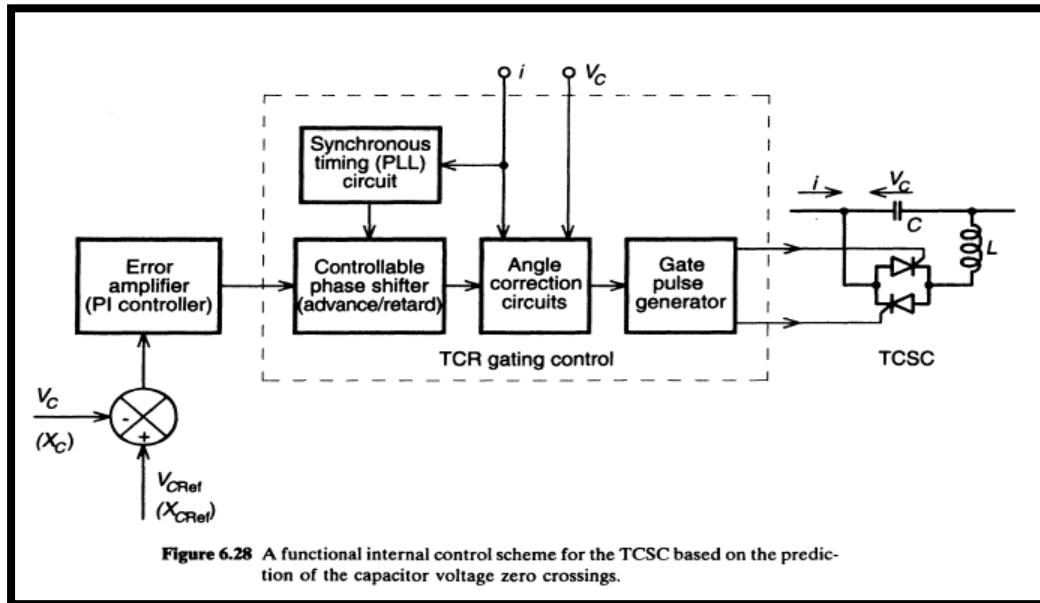 i
V_C
Synchronous
timing (PLL)
circuit
Error
amplifier
(PI controller)
Controllable
phase shifter
(advance/retard)
Angle
correction
circuits
Gate
pulse
generator
TCR gating control
i
V_C
C
L
TCSC
V_C
(X_C)
-
+
V_CRef
(X_CRef)
Figure 6.28 A functional internal control scheme for the TCSC based on the predic-
tion of the capacitor voltage zero crossings.